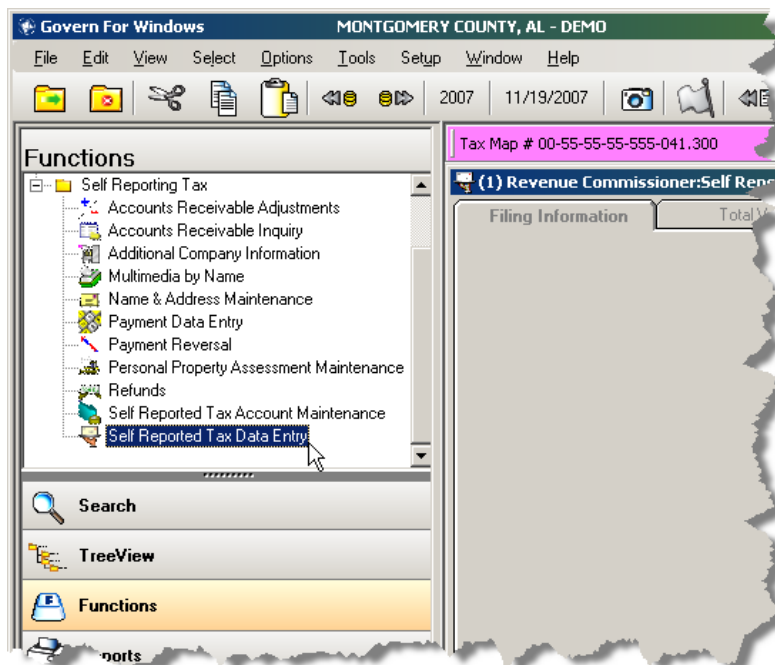 Govern For Windows MONTGOMERY COUNTY, AL - DEMO
File Edit View Select Options Tools Setup Window Help
2007 11/19/2007
Functions
Tax Map # 00-55-55-55-555-041.300
Self Reporting Tax
(1) Revenue Commissioner:Self
Accounts Receivable Adjustments
Filing Information Total
Accounts Receivable Inquiry
Additional Company Information
Multimedia by Name
Name & Address Maintenance
Payment Data Entry
Payment Reversal
Personal Property Assessment Maintenance
Refunds
Self Reported Tax Account Maintenance
Self Reported Tax Data Entry
Search
TreeView
Functions